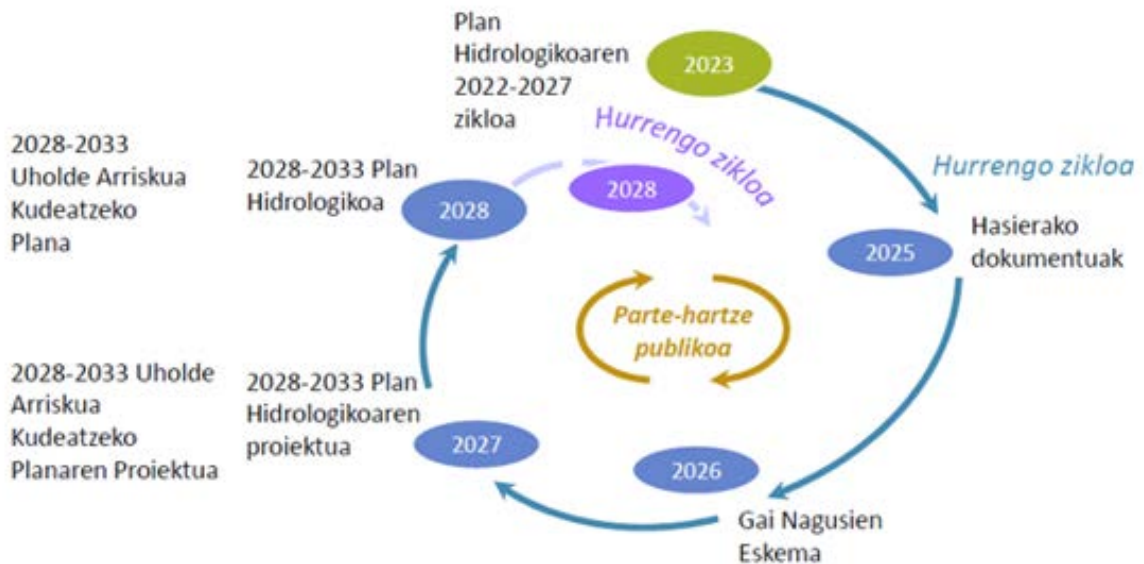 Plan
Hidrologikoaren
2022-2027
zikloa
2023
Hurrengo zikloa
2028
Hurrengo zikloa
2025
Hasierako
dokumentuak
2028-2033
Uholde Arriskua
Kudeatzeko
Plana
2028-2033 Plan
Hidrologikoa
2028
Parte-hartze
publikoa
2028-2033 Uholde
Arriskua
Kudeatzeko
Planaren Proiektua
2028-2033 Plan
Hidrologikoaren
proiektua
2027
2026
Gai Nagusien
Eskema